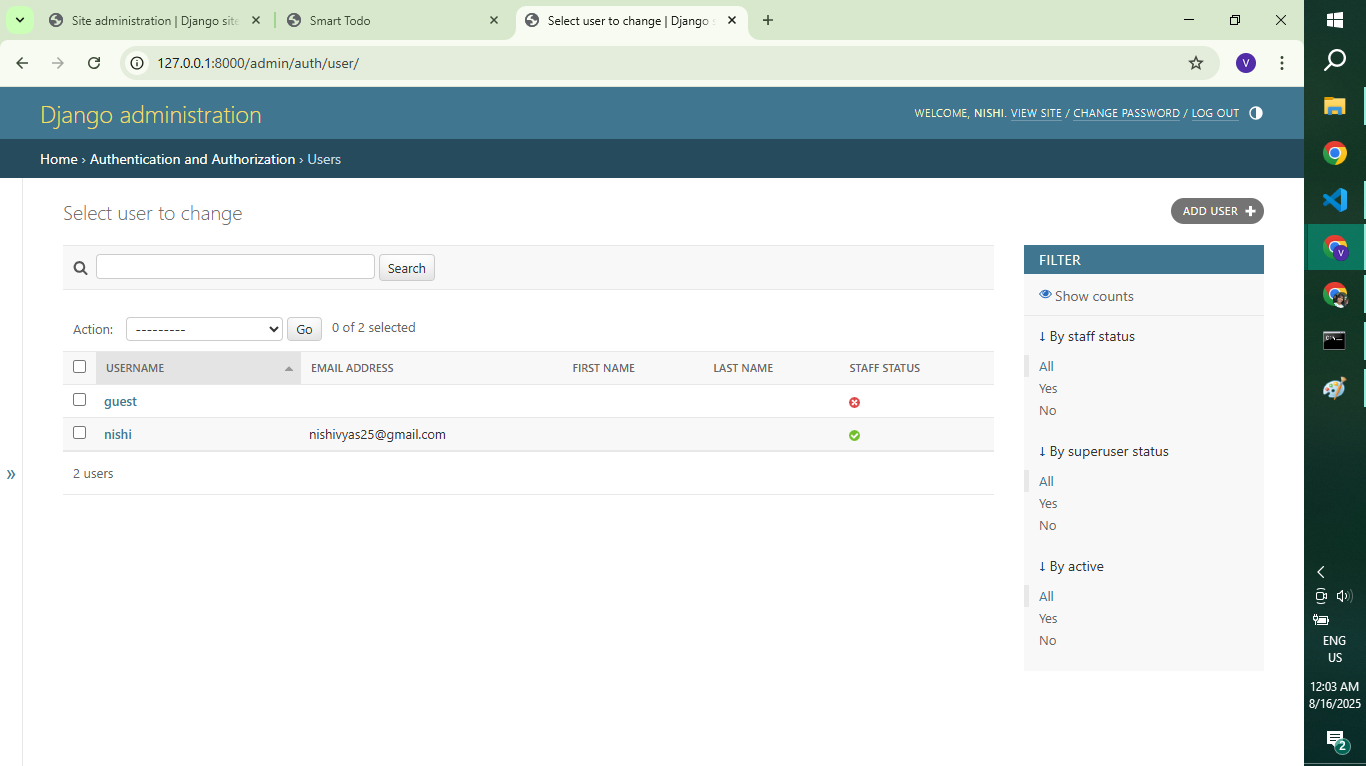 Site administration | Django site
Smart Todo
Select user to change | Django s
127.0.0.1:8000/admin/auth/user/
V
Django administration
WELCOME, NISHI. VIEW SITE / CHANGE PASSWORD / LOG OUT
Home › Authentication and Authorization › Users
Select user to change
ADD USER +
Search
Action: --------- Go 0 of 2 selected
USERNAME EMAIL ADDRESS FIRST NAME LAST NAME STAFF STATUS
guest
nishi nishivyas25@gmail.com
2 users
»
FILTER
Show counts
↓ By staff status
All
Yes
No
↓ By superuser status
All
Yes
No
↓ By active
All
Yes
No
V
ENG
US
12:03 AM
8/16/2025
2